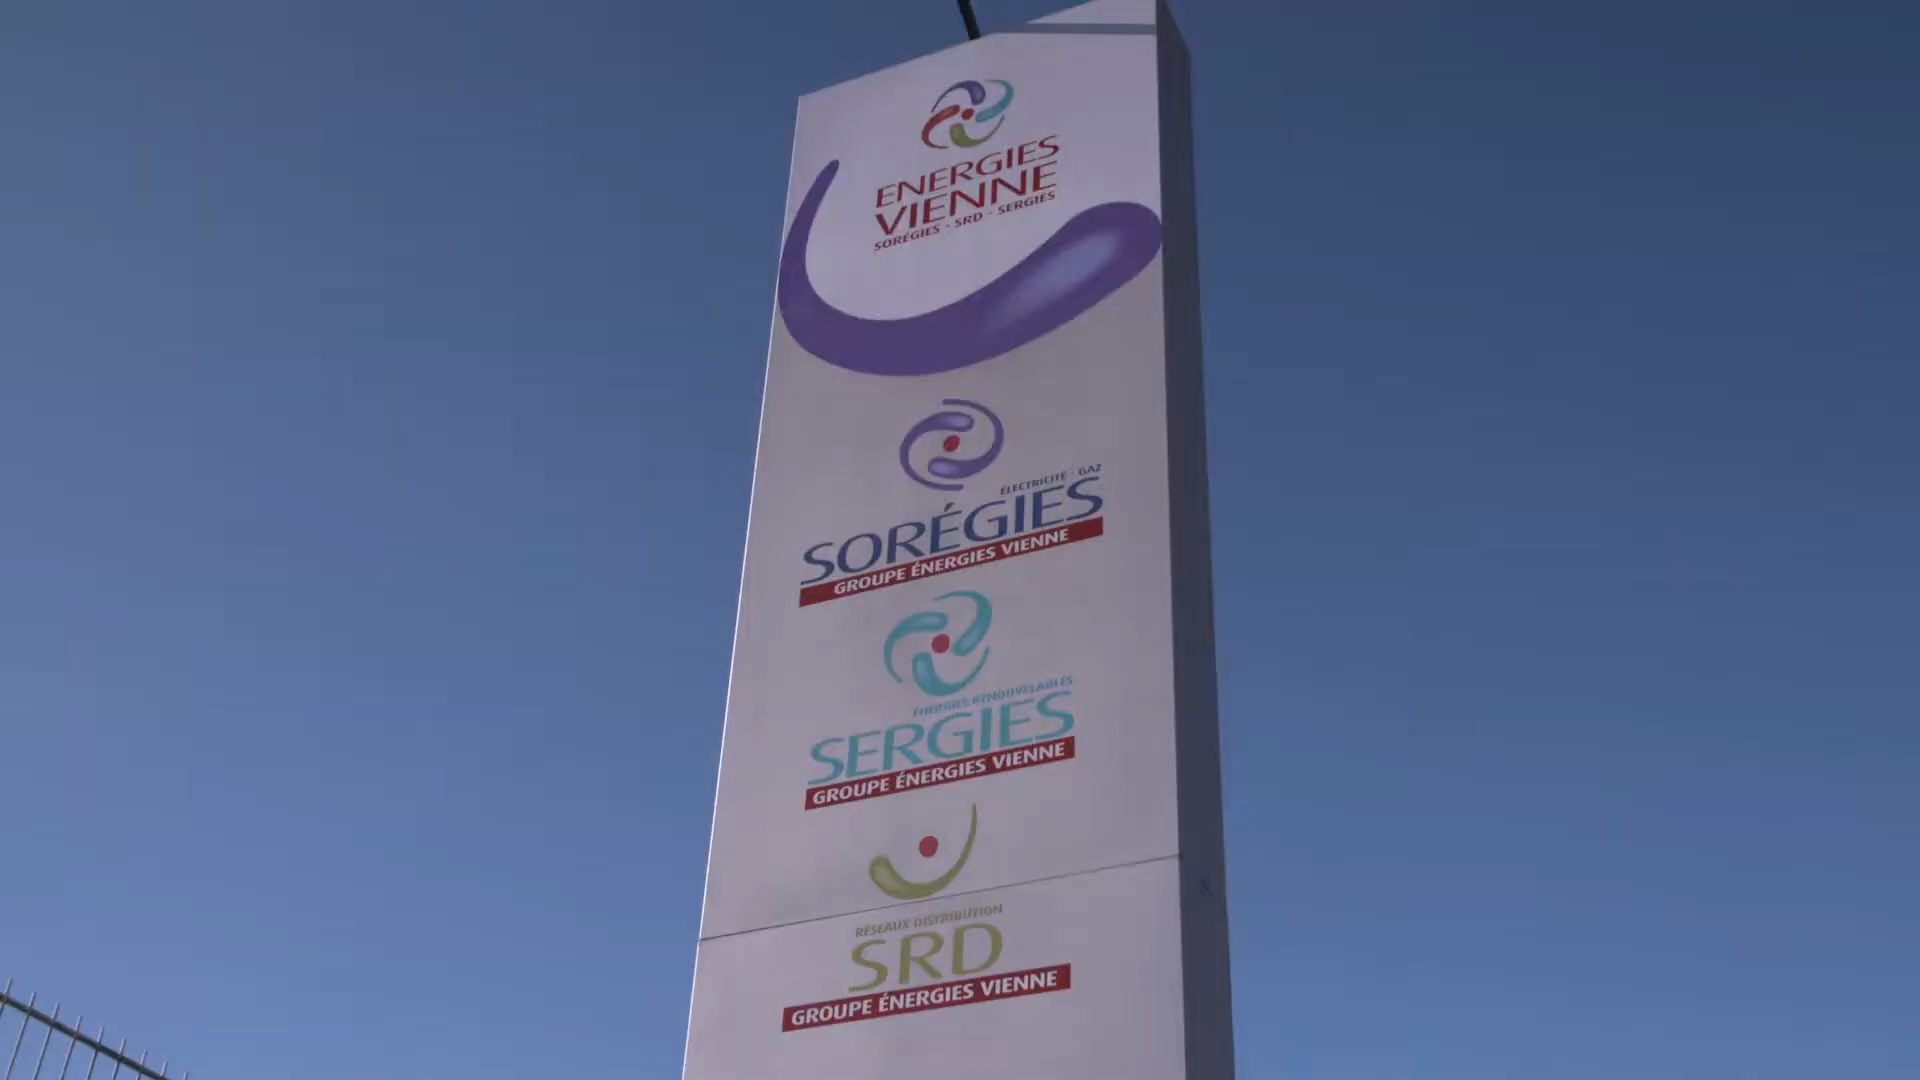 ENERGIES
VIENNE
SORÉGIES - SRD - SERGIES
ÉLECTRICITÉ - GAZ
SORÉGIES
GROUPE ÉNERGIES VIENNE
ÉNERGIES RENOUVELABLES
SERGIES
GROUPE ÉNERGIES VIENNE
RÉSEAUX DISTRIBUTION
SRD
GROUPE ÉNERGIES VIENNE